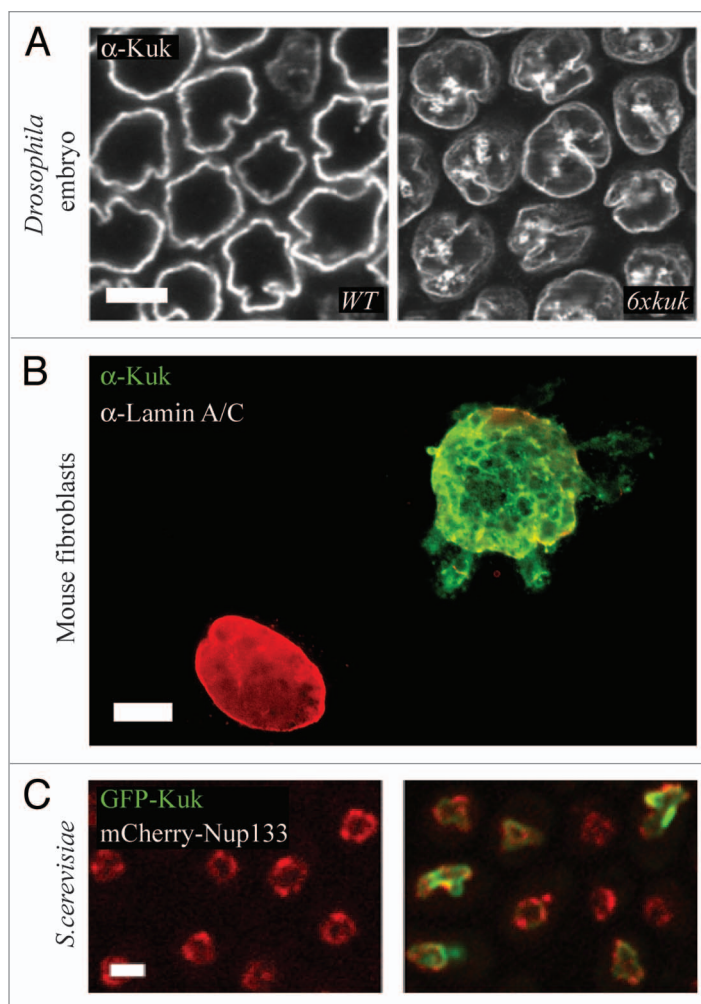 A
α-Kuk
Drosophila
embryo
WT
6xkuk
B
α-Kuk
α-Lamin A/C
Mouse fibroblasts
C
GFP-Kuk
mCherry-Nup133
S.cerevisiae